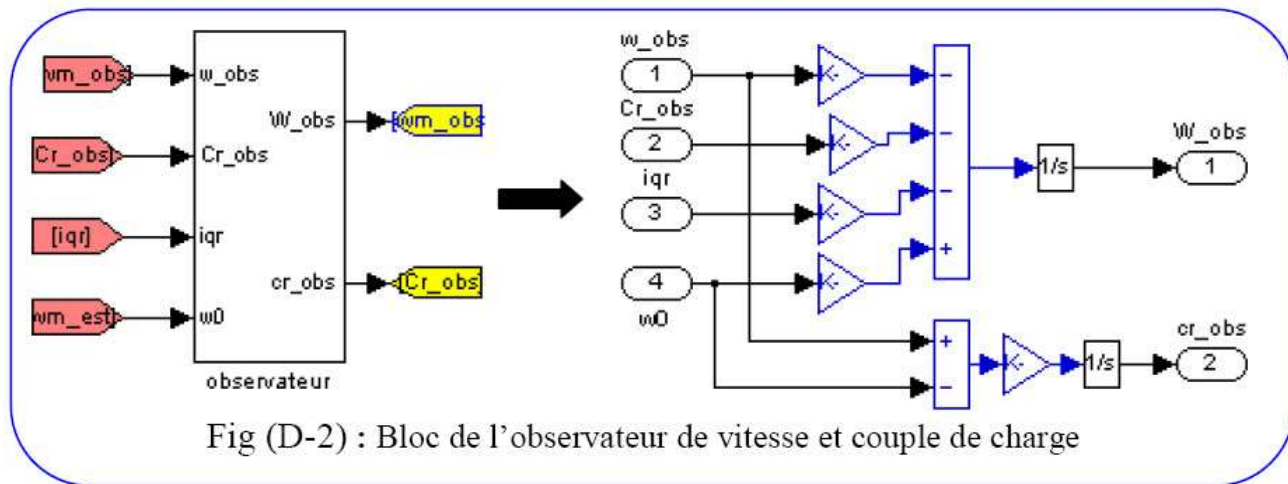 wm_obs]
Cr_obs]
[iqr]
wm_est]
w_obs
Cr_obs
iqr
w0
W_obs
cr_obs
observateur
[wm_obs
[Cr_obs]
w_obs
1
Cr_obs
2
iqr
3
4
w0
K-
K-
K-
K-
-
-
-
+
1/s
W_obs
1
+
-
K-
1/s
cr_obs
2
Fig (D-2) : Bloc de l'observateur de vitesse et couple de charge